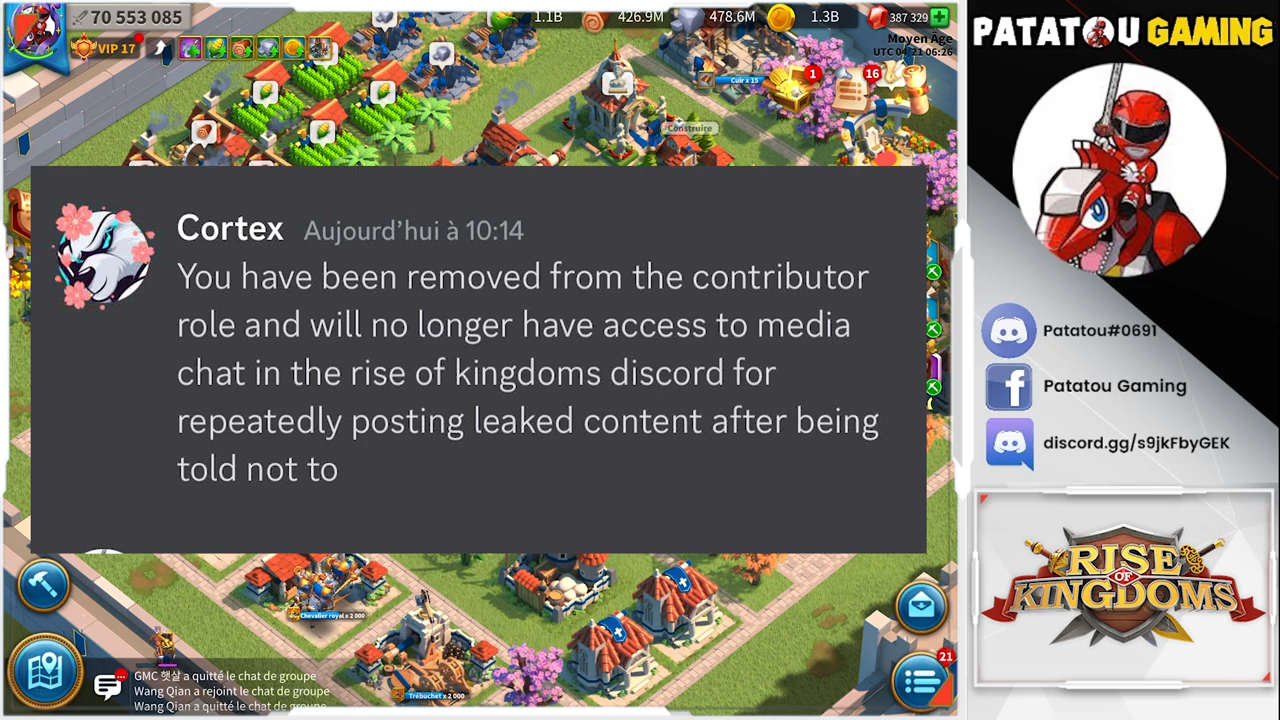 70 553 085
1.1B
426.9M
478.6M
1.3B
387 329
VIP 17
Moyen Âge
UTC 04/21 06:26
Cuir x 15
1
16
Construire
PATATOU GAMING
Cortex Aujourd'hui à 10:14
You have been removed from the contributor
role and will no longer have access to media
chat in the rise of kingdoms discord for
repeatedly posting leaked content after being
told not to
Patatou#0691
Patatou Gaming
discord.gg/s9jkFbyGEK
RISE
OF
KINGDOMS
Chevalier royal x 2 000
Trébuchet x 2 000
21
GMC 햇살 a quitté le chat de groupe
Wang Qian a rejoint le chat de groupe
Wang Qian a quitté le chat de groupe